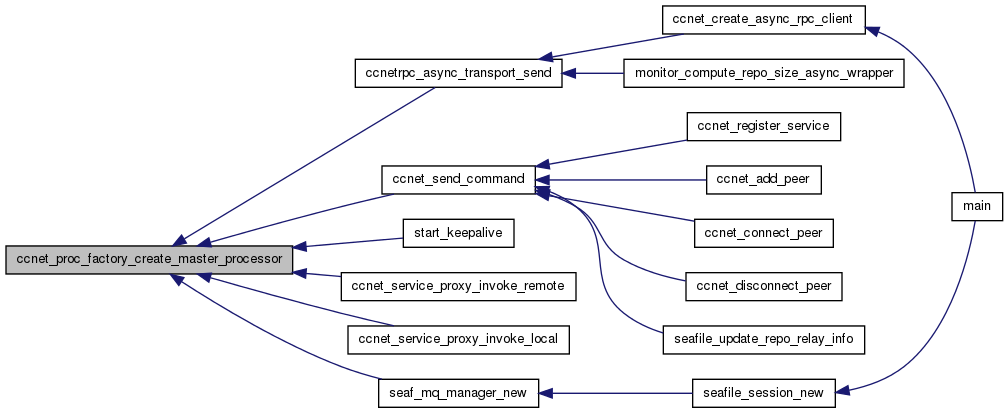 ccnet_create_async_rpc_client
ccnetrpc_async_transport_send
monitor_compute_repo_size_async_wrapper
ccnet_register_service
ccnet_send_command
ccnet_add_peer
main
start_keepalive
ccnet_connect_peer
ccnet_proc_factory_create_master_processor
ccnet_service_proxy_invoke_remote
ccnet_disconnect_peer
ccnet_service_proxy_invoke_local
seafile_update_repo_relay_info
seaf_mq_manager_new
seafile_session_new